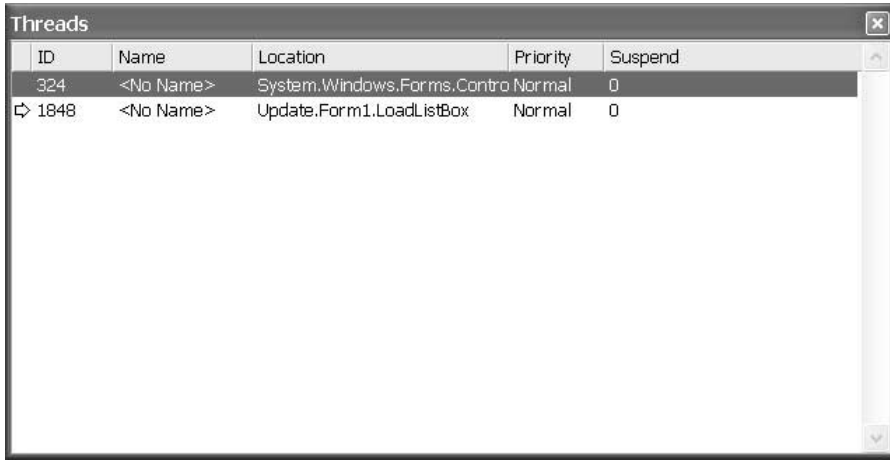 Threads
ID Name Location Priority Suspend
324 <No Name> System.Windows.Forms.Contro Normal 0
1848 <No Name> Update.Form1.LoadListBox Normal 0